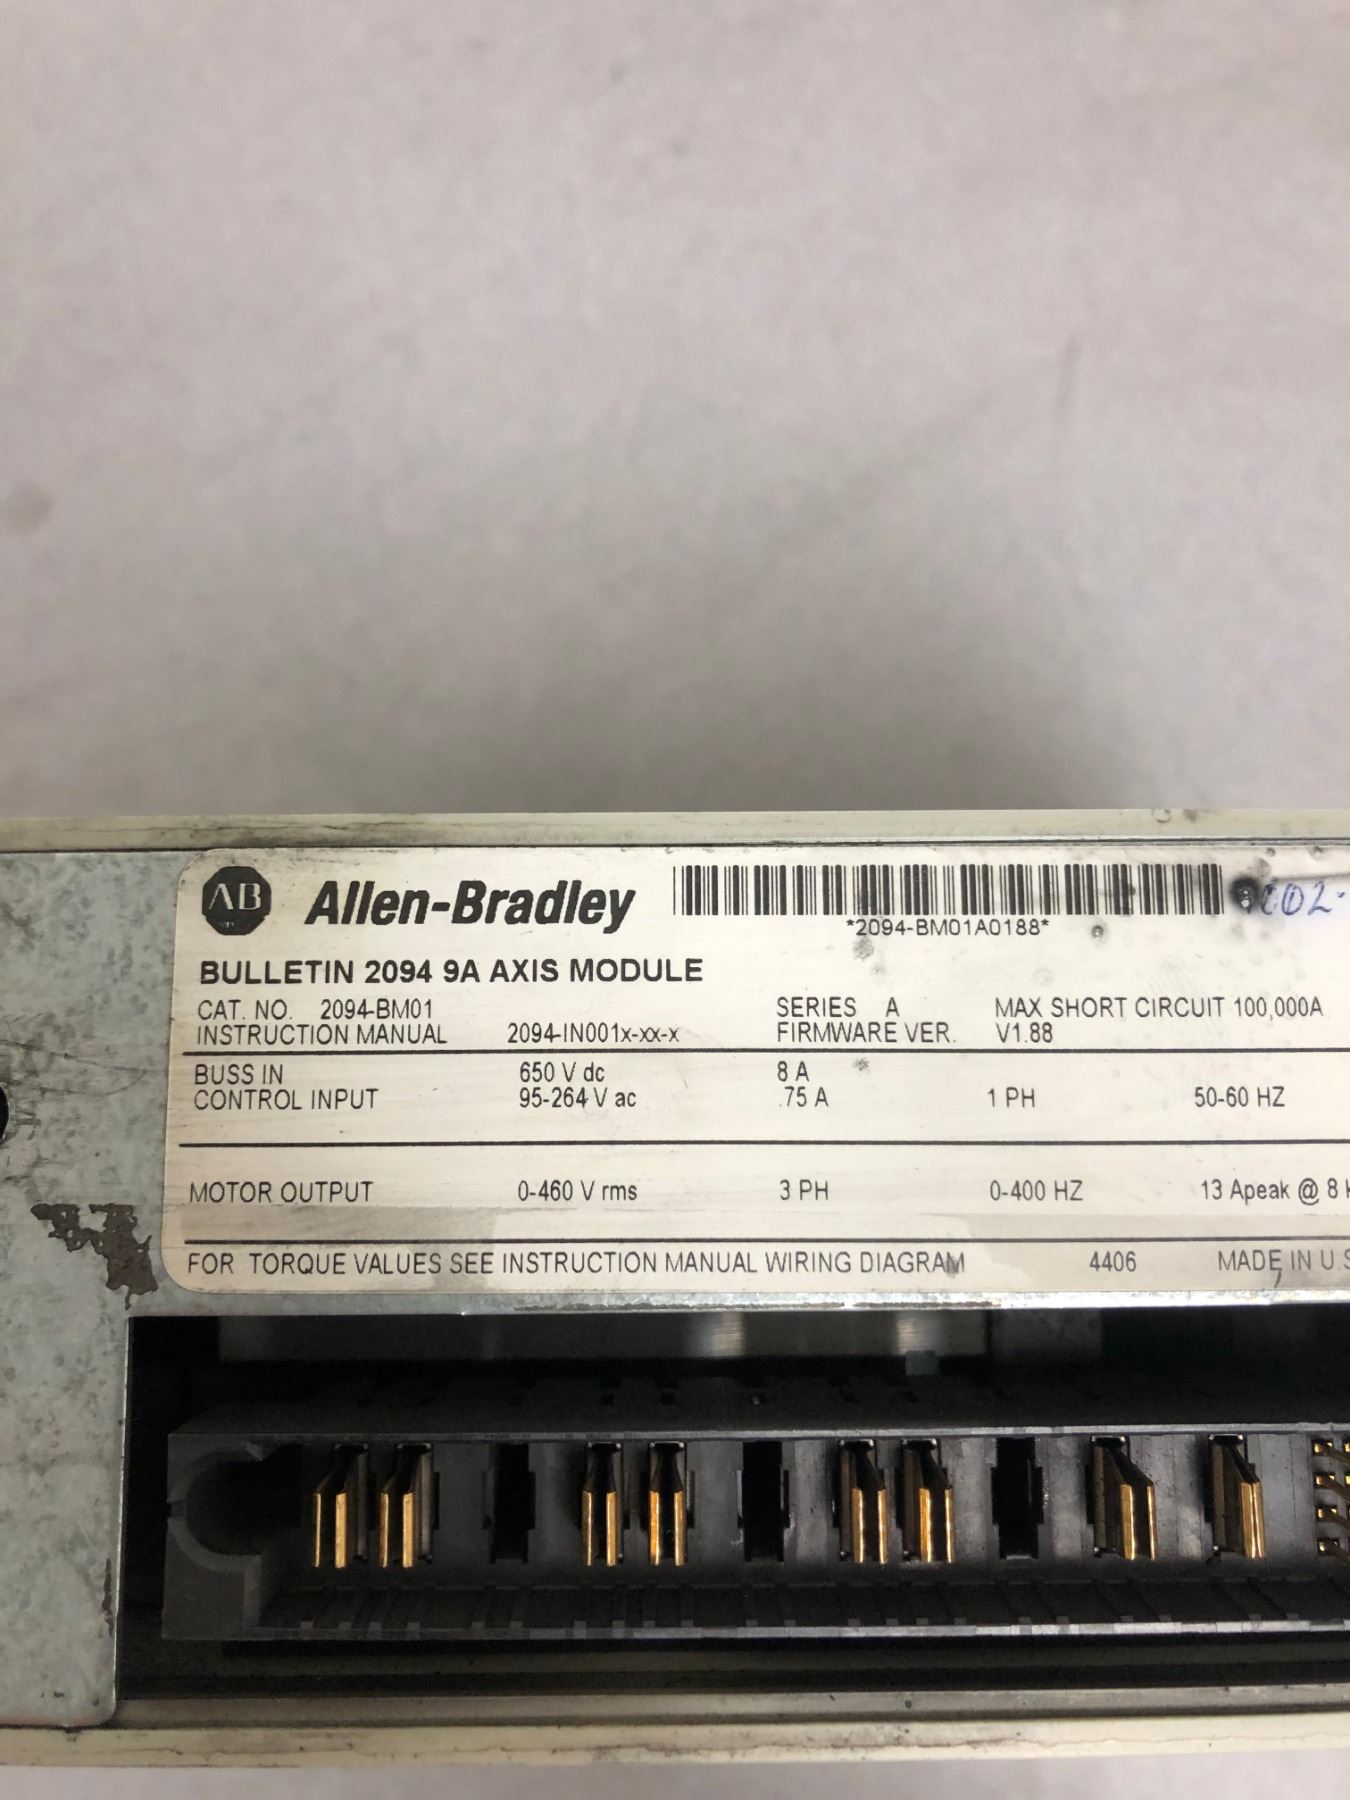 AB Allen-Bradley
*2094-BM01A0188*
BULLETIN 2094 9A AXIS MODULE
CAT. NO. 2094-BM01 SERIES A MAX SHORT CIRCUIT 100,000A
INSTRUCTION MANUAL 2094-IN001x-xx-x FIRMWARE VER. V1.88
BUSS IN 650 V dc 8 A
CONTROL INPUT 95-264 V ac .75 A 1 PH 50-60 HZ
MOTOR OUTPUT 0-460 V rms 3 PH 0-400 HZ 13 Apeak @ 8
FOR TORQUE VALUES SEE INSTRUCTION MANUAL WIRING DIAGRAM 4406 MADE IN U.S